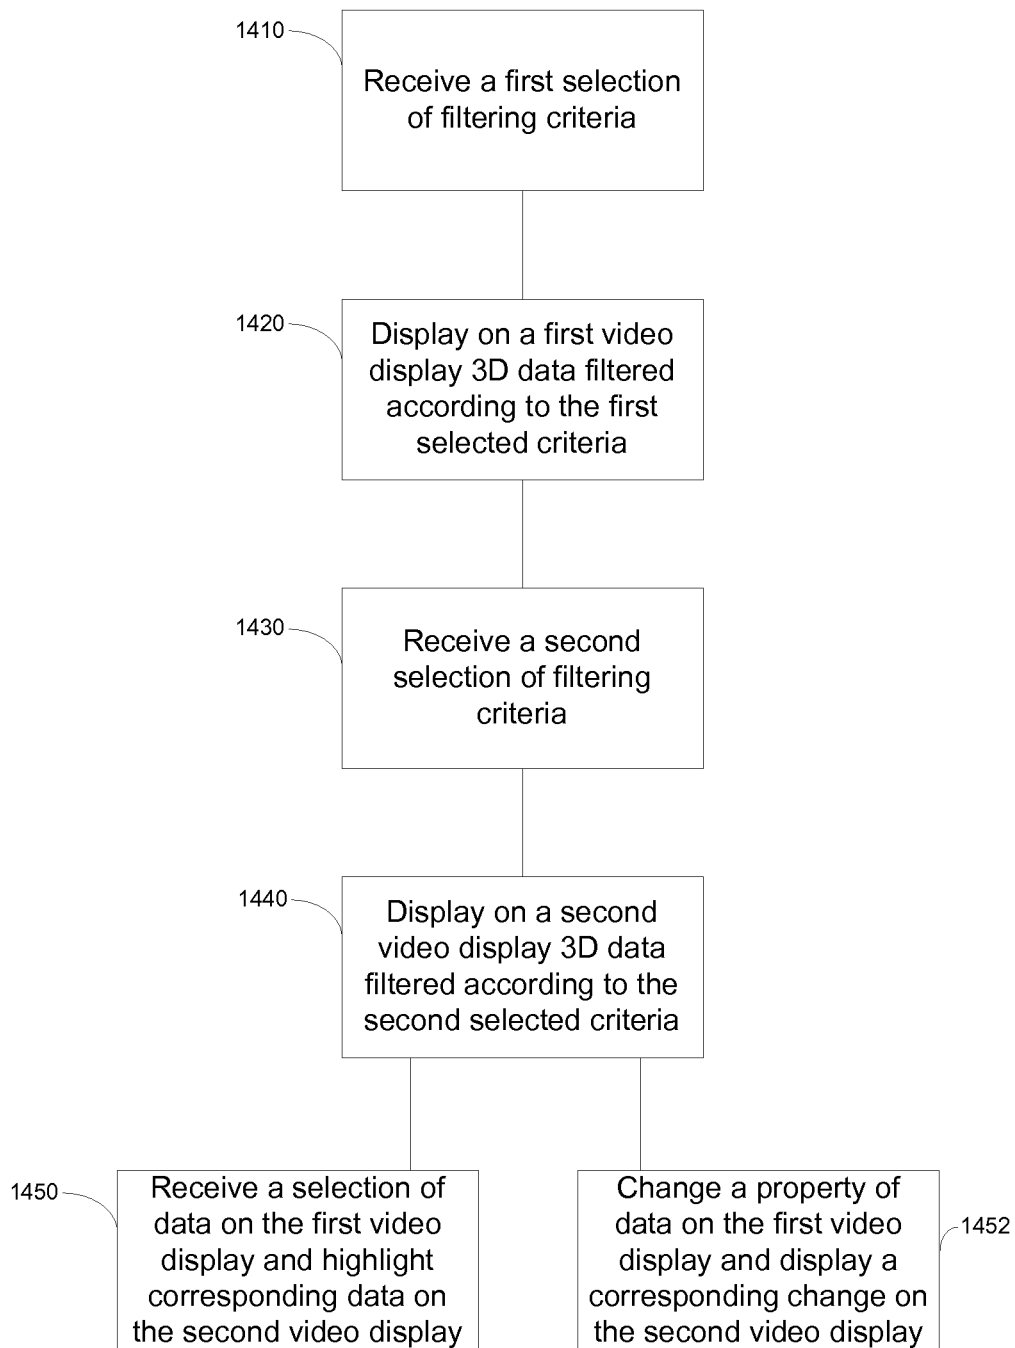 1410
Receive a first selection
of filtering criteria
1420
Display on a first video
display 3D data filtered
according to the first
selected criteria
1430
Receive a second
selection of filtering
criteria
1440
Display on a second
video display 3D data
filtered according to the
second selected criteria
1450
Receive a selection of
data on the first video
display and highlight
corresponding data on
the second video display
Change a property of
data on the first video
display and display a
corresponding change on
the second video display
1452